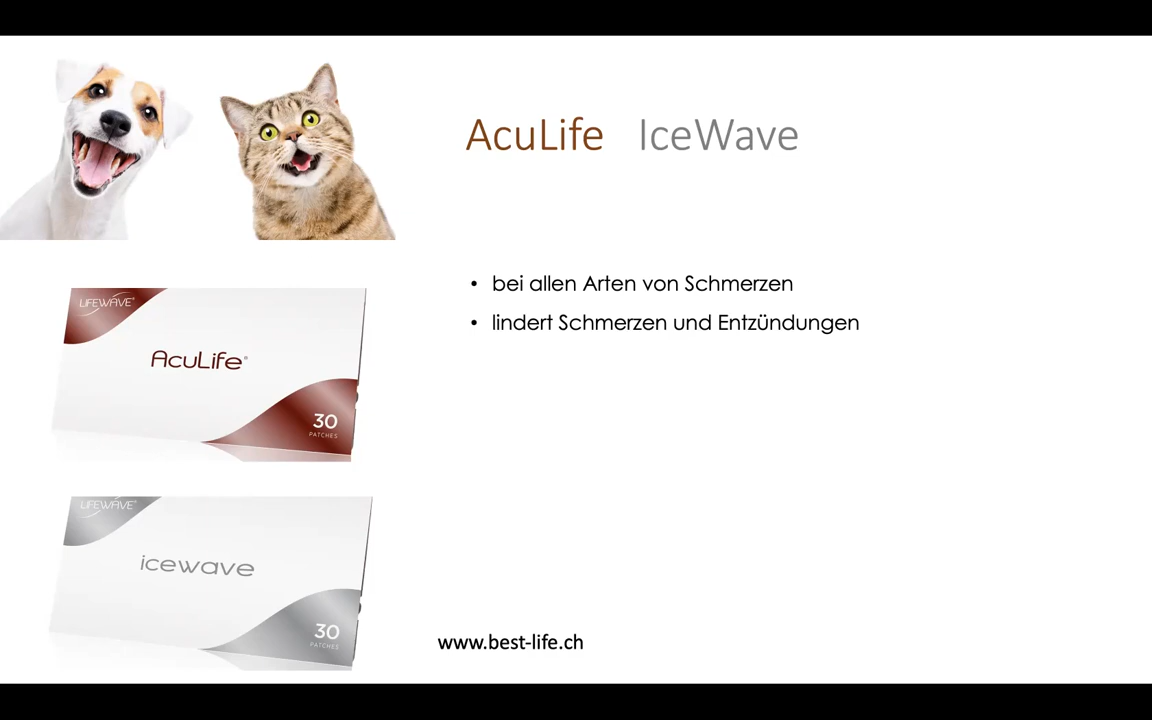 AcuLife IceWave
• bei allen Arten von Schmerzen
• lindert Schmerzen und Entzündungen
LIFEWAVE®
AcuLife®
30
PATCHES
LIFEWAVE®
icewave
30
PATCHES
www.best-life.ch